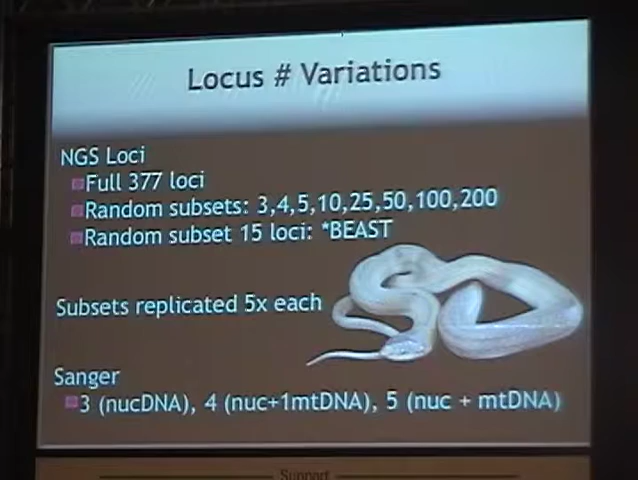 Locus # Variations
NGS Loci
Full 377 loci
Random subsets: 3,4,5,10,25,50,100,200
Random subset 15 loci: *BEAST
Subsets replicated 5x each
Sanger
3 (nucDNA), 4 (nuc+1mtDNA), 5 (nuc + mtDNA)
Support